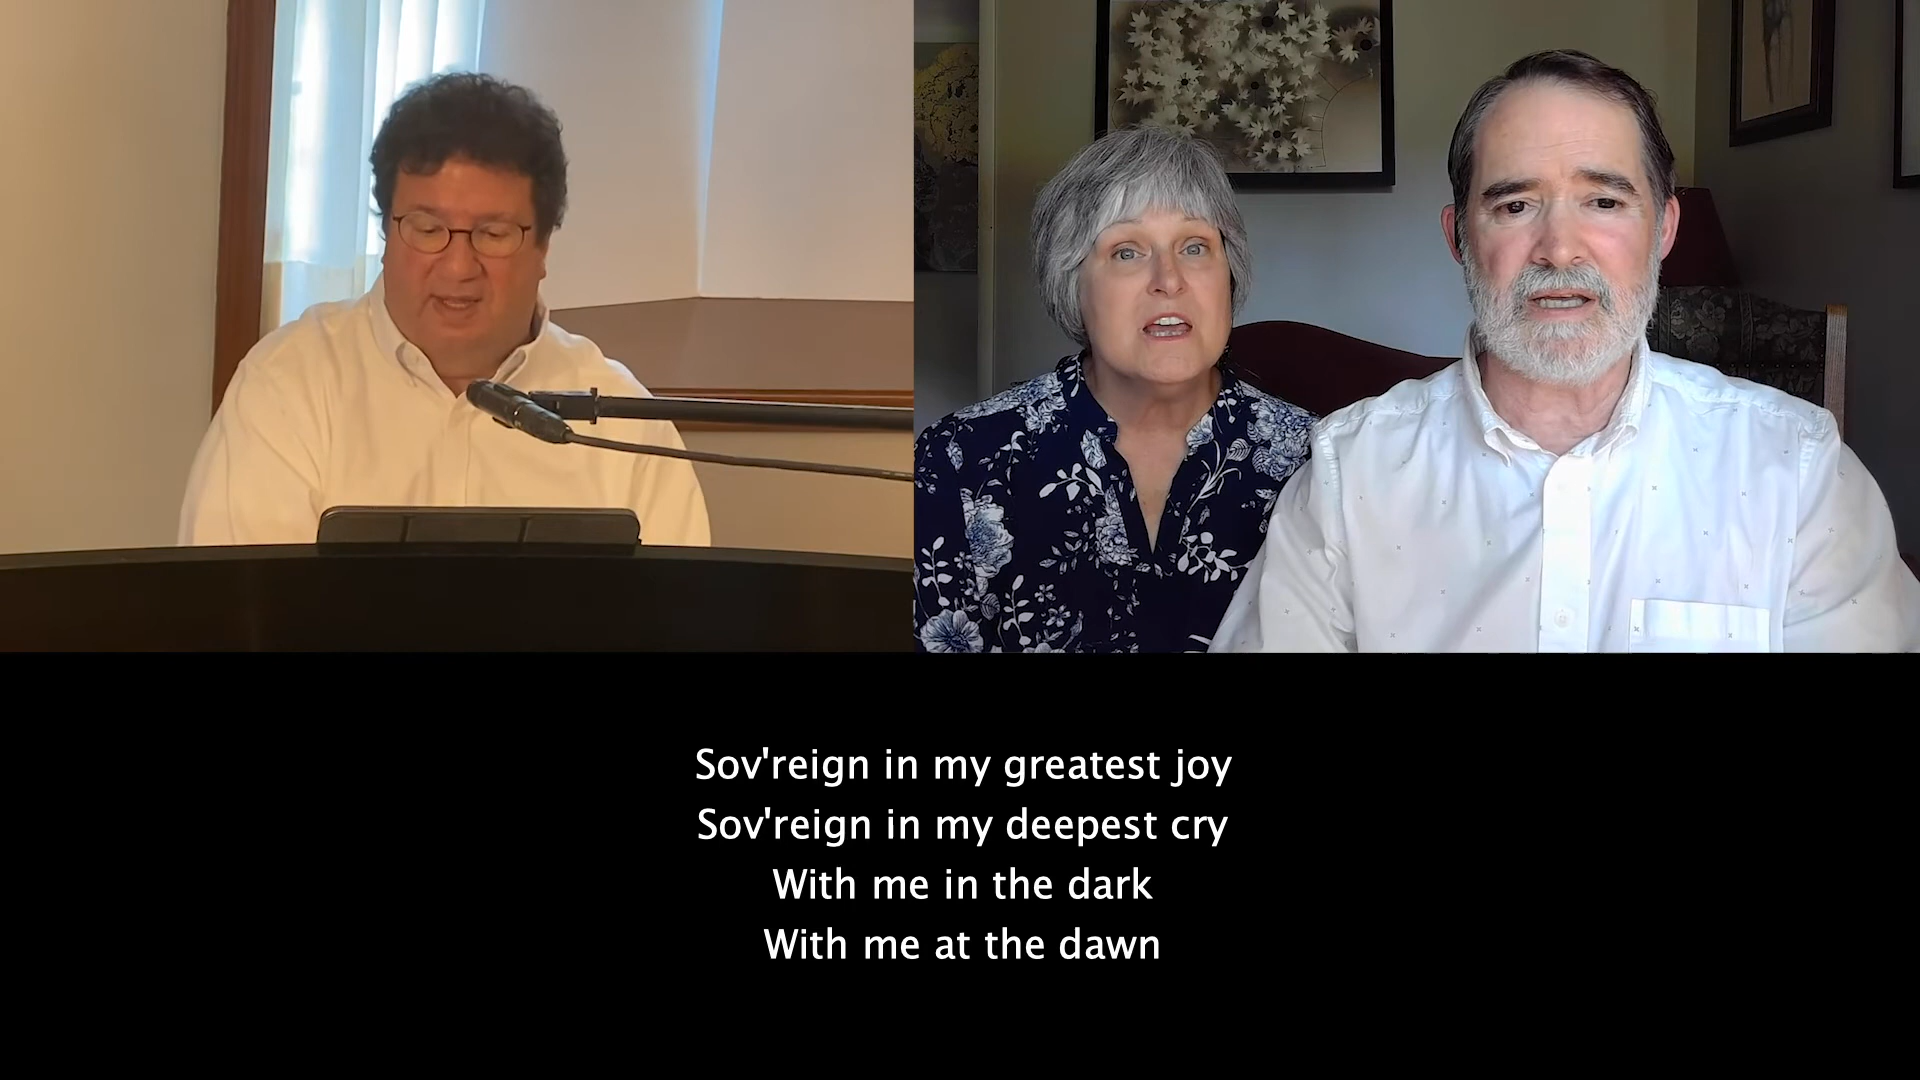 Sov'reign in my greatest joy
Sov'reign in my deepest cry
With me in the dark
With me at the dawn